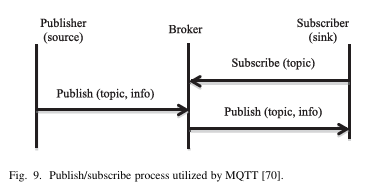 Publisher
(source)
Broker
Subscriber
(sink)
Subscribe (topic)
Publish (topic, info)
Publish (topic, info)
Fig. 9. Publish/subscribe process utilized by MQTT [70].